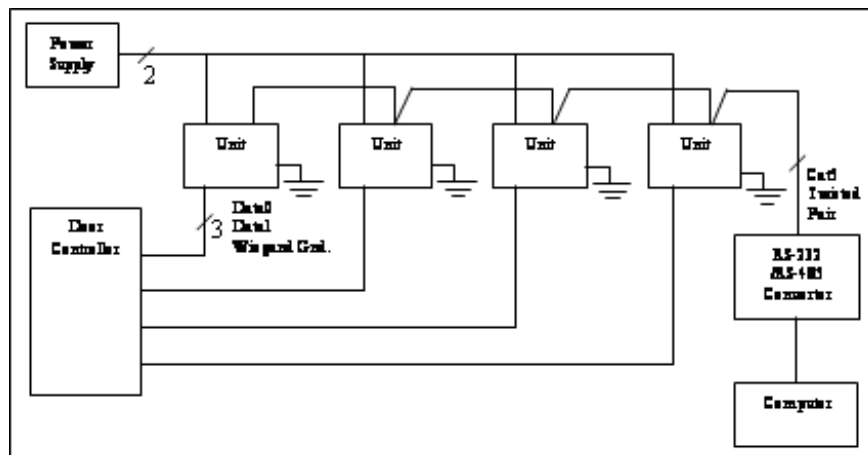 Power
Supply
2
Unit
Unit
Unit
Unit
Cat5
Twisted
Pair
Door
Controller
3
Data0
Data1
Wiegand Gnd.
RS-232
/RS-485
Converter
Computer